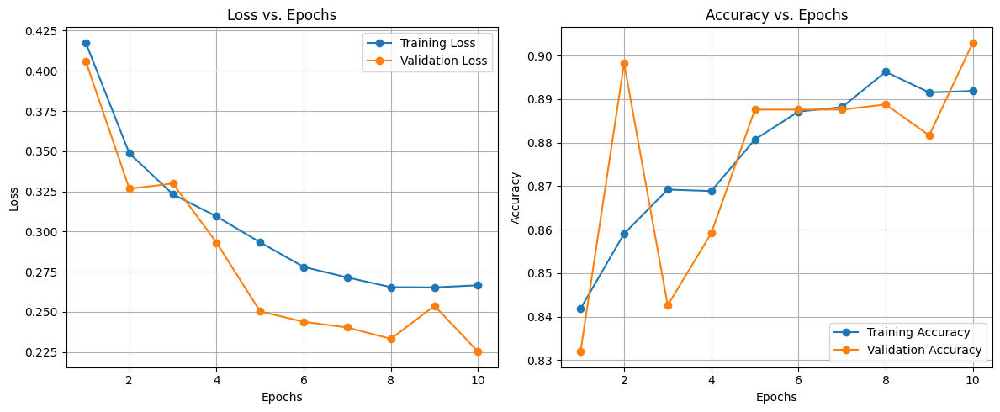 Loss vs. Epochs
0.425
0.400
0.375
0.350
0.325
0.300
0.275
0.250
0.225
Loss
2 4 6 8 10
Epochs
Training Loss
Validation Loss
Accuracy vs. Epochs
0.90
0.89
0.88
0.87
0.86
0.85
0.84
0.83
Accuracy
2 4 6 8 10
Epochs
Training Accuracy
Validation Accuracy